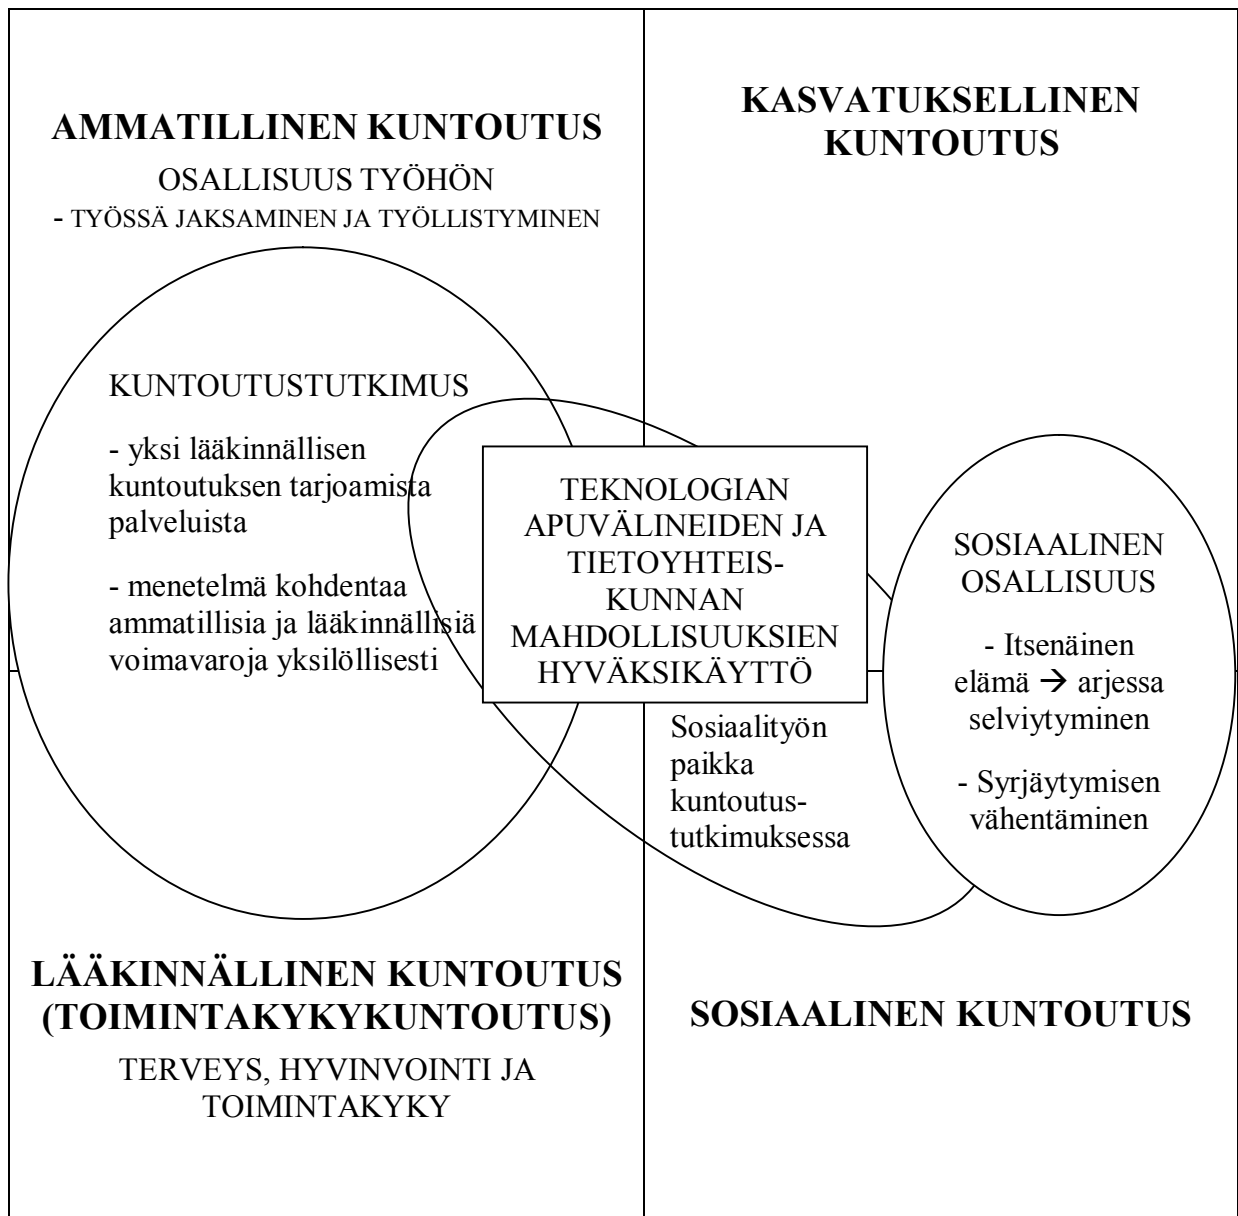 AMMATILLINEN KUNTOUTUS
OSALLISUUS TYÖHÖN
- TYÖSSÄ JAKSAMINEN JA TYÖLLISTYMINEN
KASVATUKSELLINEN
KUNTOUTUS
KUNTOUTUSTUTKIMUS
- yksi lääkinnällisen
kuntoutuksen tarjoamista
palveluista
- menetelmä kohdentaa
ammatillisia ja lääkinnällisiä
voimavaroja yksilöllisesti
TEKNOLOGIAN
APUVÄLINEIDEN JA
TIETOYHTEIS-
KUNNAN
MAHDOLLISUUKSIEN
HYVÄKSIKÄYTTÖ
Sosiaalityön
paikka
kuntoutus-
tutkimuksessa
SOSIAALINEN
OSALLISUUS
- Itsenäinen
elämä → arjessa
selviytyminen
- Syrjäytymisen
vähentäminen
LÄÄKINNÄLLINEN KUNTOUTUS
(TOIMINTAKYKYKUNTOUTUS)
TERVEYS, HYVINVOINTI JA
TOIMINTAKYKY
SOSIAALINEN KUNTOUTUS